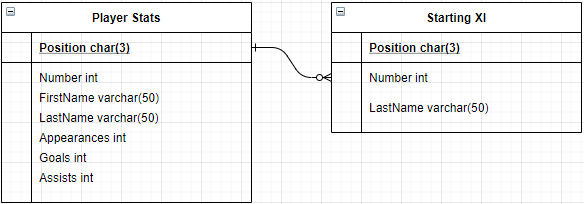 Player Stats
Position char(3)
Number int
FirstName varchar(50)
LastName varchar(50)
Appearances int
Goals int
Assists int
Starting XI
Position char(3)
Number int
LastName varchar(50)